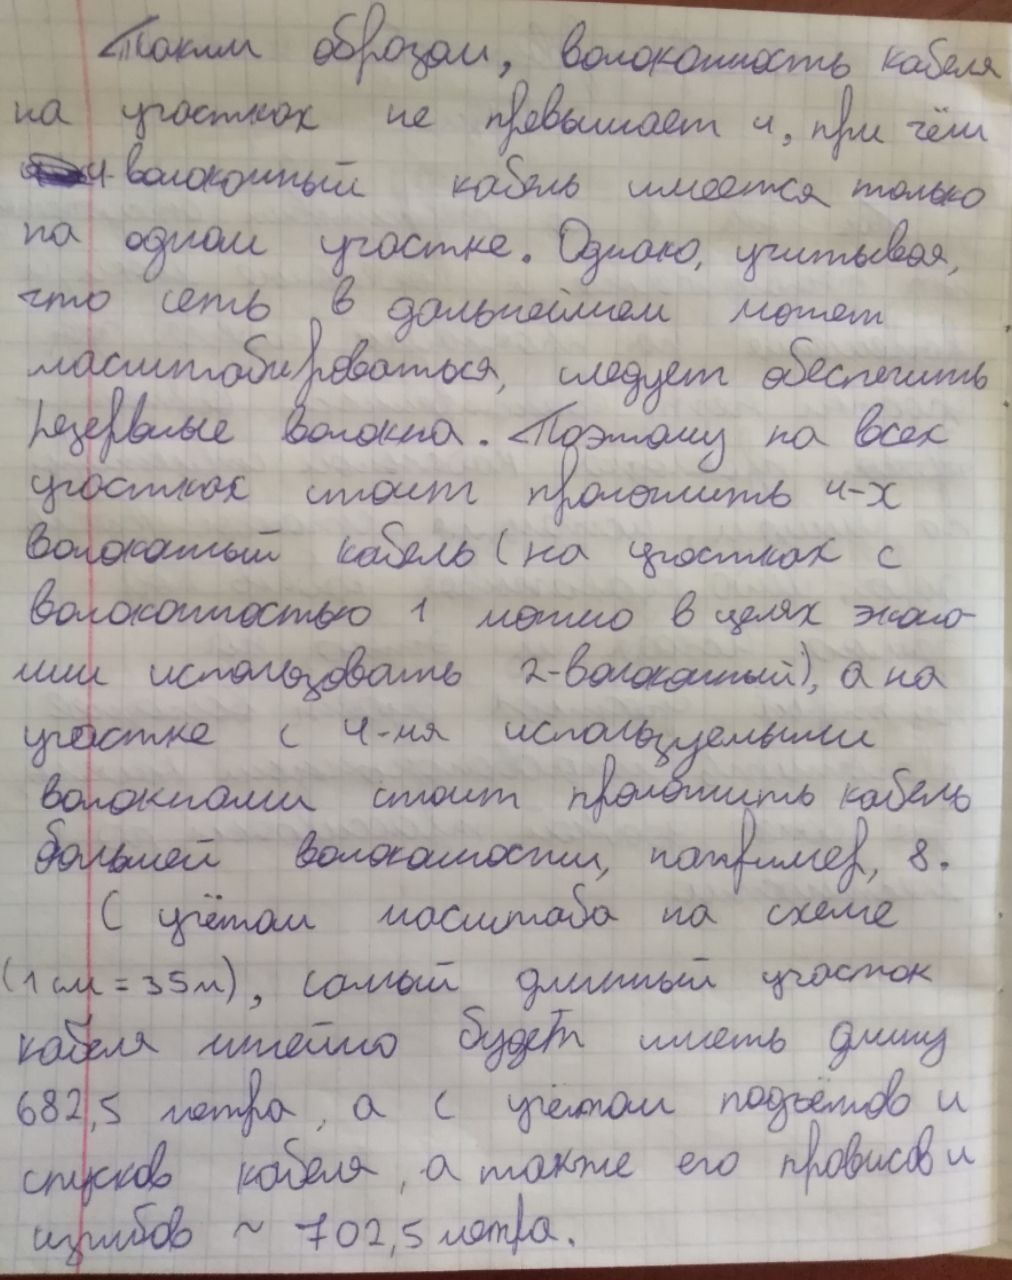 Таким образом, волоконность кабеля
на участках не превышает 4, при чём
4-волоконный кабель имеется только
на одном участке. Однако, учитывая,
что сеть в дальнейшем может
масштабироваться, следует обеспечить
резервные волокна. Поэтому на всех
участках стоит проложить 4-х
волоконный кабель (на участках с
волоконностью 1 можно в целях эконо-
мии использовать 2-волоконный), а на
участке с 4-мя используемыми
волокнами стоит проложить кабель
большей волоконности, например, 8.
С учётом масштаба на схеме
(1 см = 35 м), самый длинный участок
кабеля линейно будет иметь длину
682,5 метра, а с учётом подъёмов и
спусков кабеля, а также его провисов и
изгибов ~ 702,5 метра.